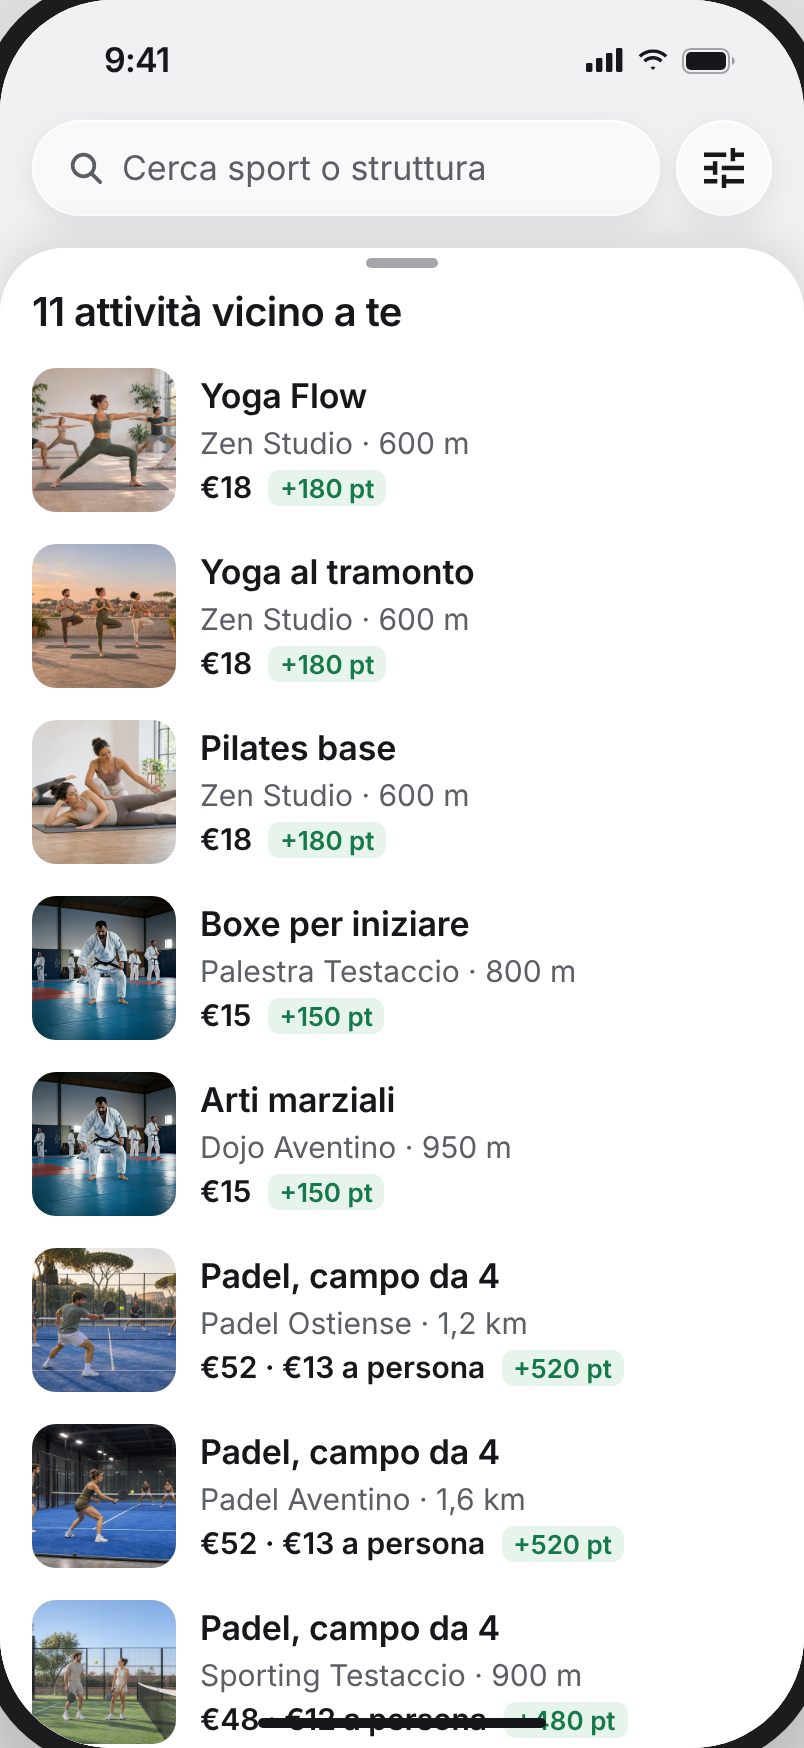 9:41
Cerca sport o struttura
11 attività vicino a te
Yoga Flow
Zen Studio · 600 m
€18 +180 pt
Yoga al tramonto
Zen Studio · 600 m
€18 +180 pt
Pilates base
Zen Studio · 600 m
€18 +180 pt
Boxe per iniziare
Palestra Testaccio · 800 m
€15 +150 pt
Arti marziali
Dojo Aventino · 950 m
€15 +150 pt
Padel, campo da 4
Padel Ostiense · 1,2 km
€52 · €13 a persona +520 pt
Padel, campo da 4
Padel Aventino · 1,6 km
€52 · €13 a persona +520 pt
Padel, campo da 4
Sporting Testaccio · 900 m
€48 · €12 a persona +480 pt